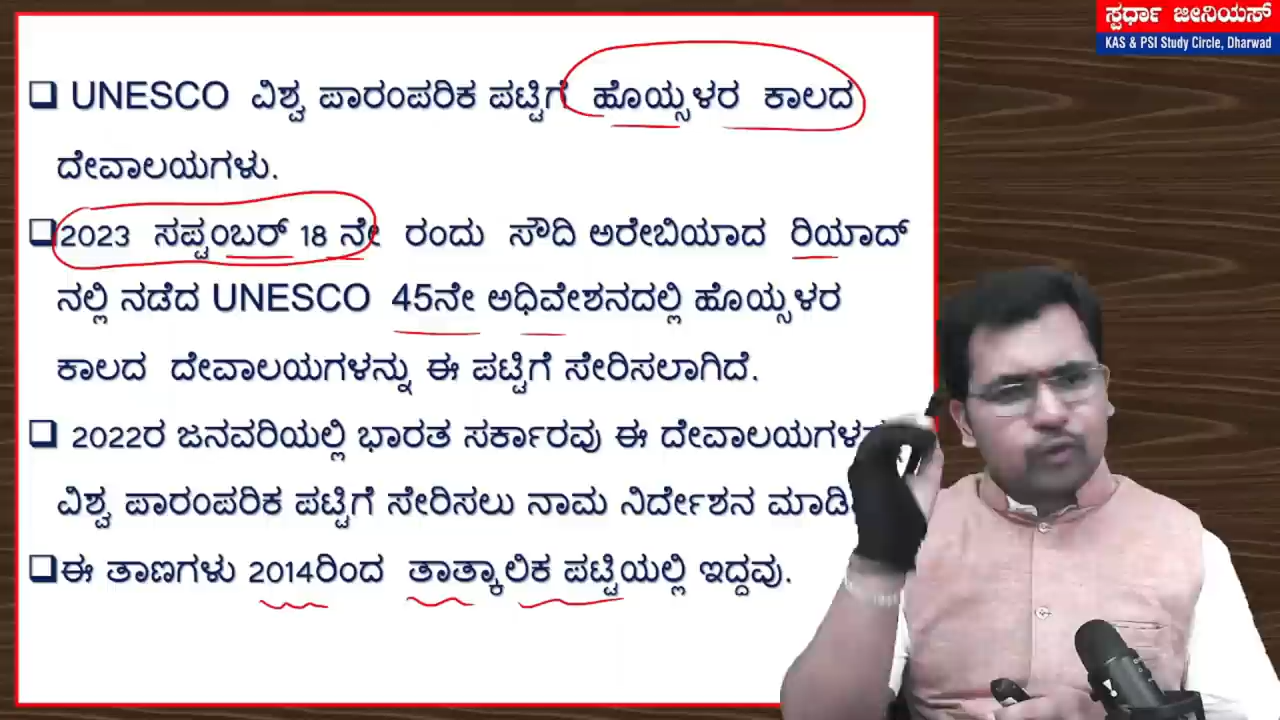 ಸ್ಪರ್ಧಾ ಜೀನಿಯಸ್
KAS & PSI Study Circle, Dharwad
❑ UNESCO ವಿಶ್ವ ಪಾರಂಪರಿಕ ಪಟ್ಟಿಗೆ ಹೊಯ್ಸಳರ ಕಾಲದ
ದೇವಾಲಯಗಳು.
❑ 2023 ಸಪ್ಟಂಬರ್ 18 ನೇ ರಂದು ಸೌದಿ ಅರೇಬಿಯಾದ ರಿಯಾದ್
ನಲ್ಲಿ ನಡೆದ UNESCO 45ನೇ ಅಧಿವೇಶನದಲ್ಲಿ ಹೊಯ್ಸಳರ
ಕಾಲದ ದೇವಾಲಯಗಳನ್ನು ಈ ಪಟ್ಟಿಗೆ ಸೇರಿಸಲಾಗಿದೆ.
❑ 2022ರ ಜನವರಿಯಲ್ಲಿ ಭಾರತ ಸರ್ಕಾರವು ಈ
ವಿಶ್ವ ಪಾರಂಪರಿಕ ಪಟ್ಟಿಗೆ ಸೇರಿಸಲು ನಾಮ ನಿರ್ದೇಶನ
❑ ಈ ತಾಣಗಳು 2014ರಿಂದ ತಾತ್ಕಾಲಿಕ ಪಟ್ಟಿಯಲ್ಲಿ ಇದ್ದವು.